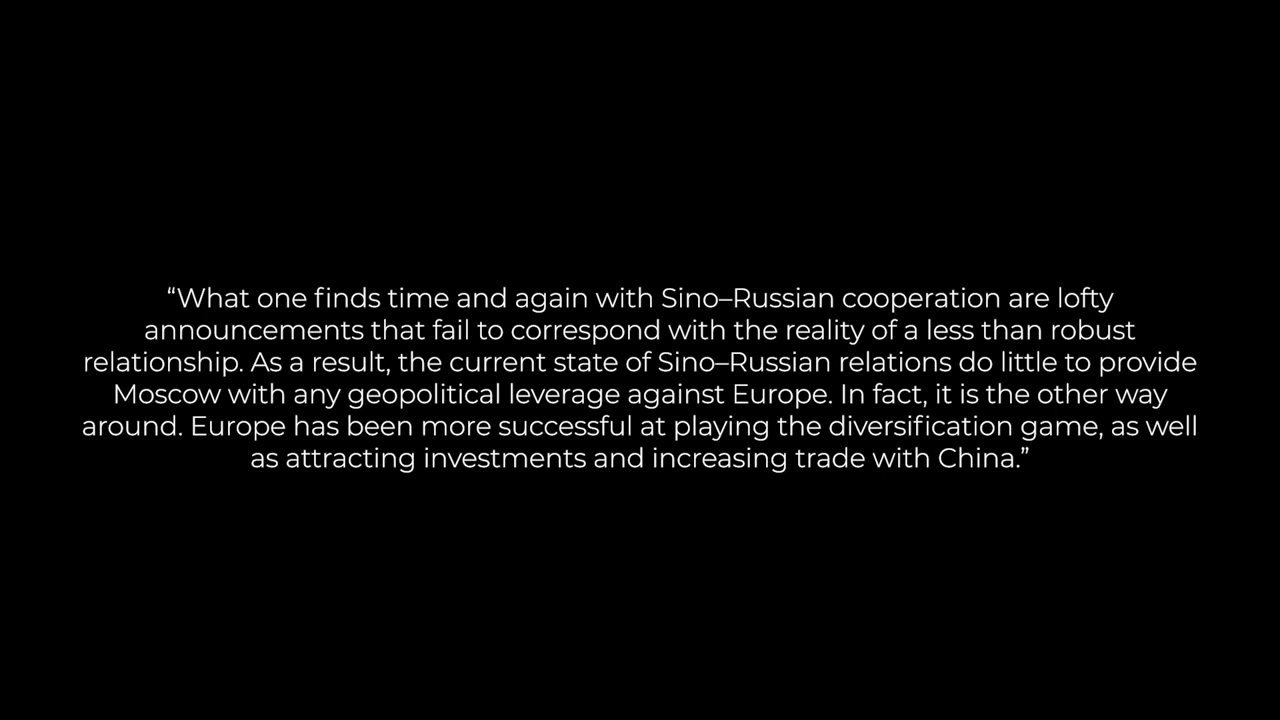 “What one finds time and again with Sino–Russian cooperation are lofty
announcements that fail to correspond with the reality of a less than robust
relationship. As a result, the current state of Sino–Russian relations do little to provide
Moscow with any geopolitical leverage against Europe. In fact, it is the other way
around. Europe has been more successful at playing the diversification game, as well
as attracting investments and increasing trade with China.”